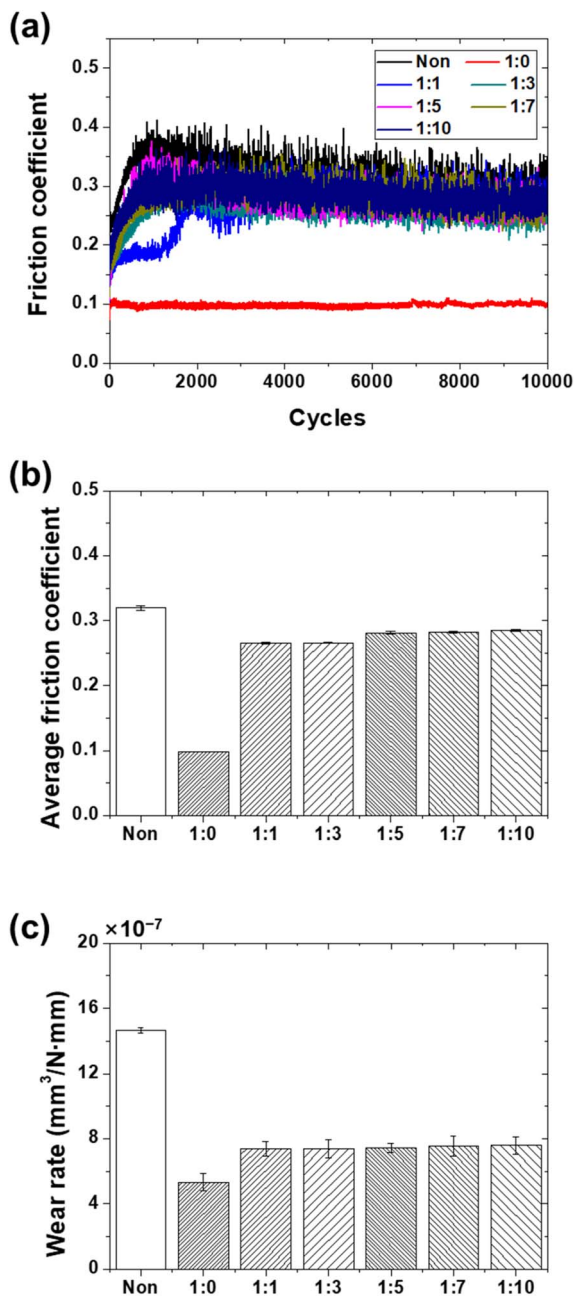 (a)
Friction coefficient
0.5
0.4
0.3
0.2
0.1
0.0
Non 1:0
1:1 1:3
1:5 1:7
1:10
0 2000 4000 6000 8000 10000
Cycles
(b)
Average friction coefficient
0.5
0.4
0.3
0.2
0.1
0.0
Non 1:0 1:1 1:3 1:5 1:7 1:10
(c)
×10⁻⁷
Wear rate (mm³/N·mm)
20
16
12
8
4
0
Non 1:0 1:1 1:3 1:5 1:7 1:10